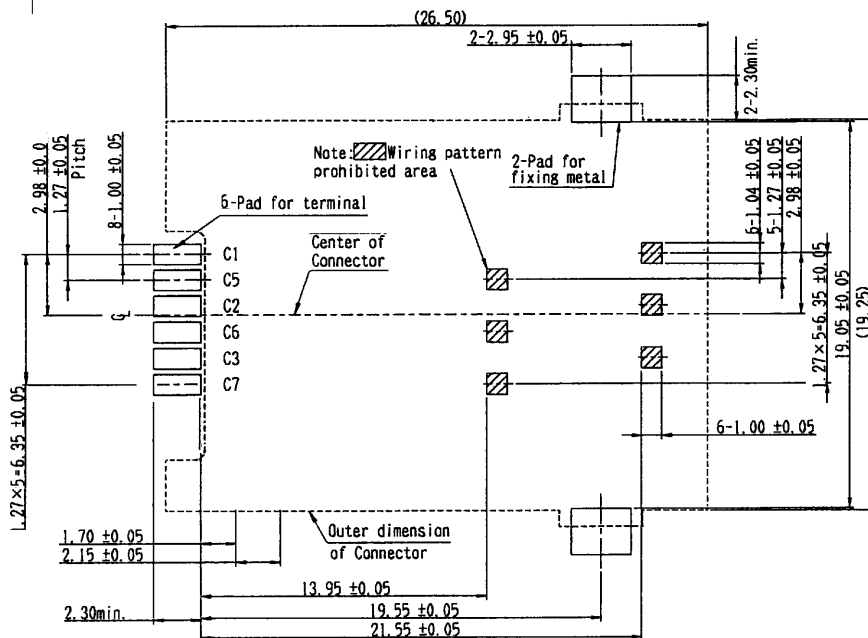 (26.50)
2-2.95 ±0.05
2-2.30min.
2.98 ±0.0
1.27 ±0.05
Pitch
8-1.00 ±0.05
Note: Wiring pattern
prohibited area
2-Pad for
fixing metal
6-Pad for terminal
Center of
Connector
6-1.04 ±0.05
5-1.27 ±0.05
2.98 ±0.05
C1
C5
C2
C6
C3
C7
℄
1.27×5=6.35 ±0.05
19.05 ±0.05
(19.25)
1.27×5=6.35 ±0.05
6-1.00 ±0.05
1.70 ±0.05
2.15 ±0.05
Outer dimension
of Connector
2.30min.
13.95 ±0.05
19.55 ±0.05
21.55 ±0.05